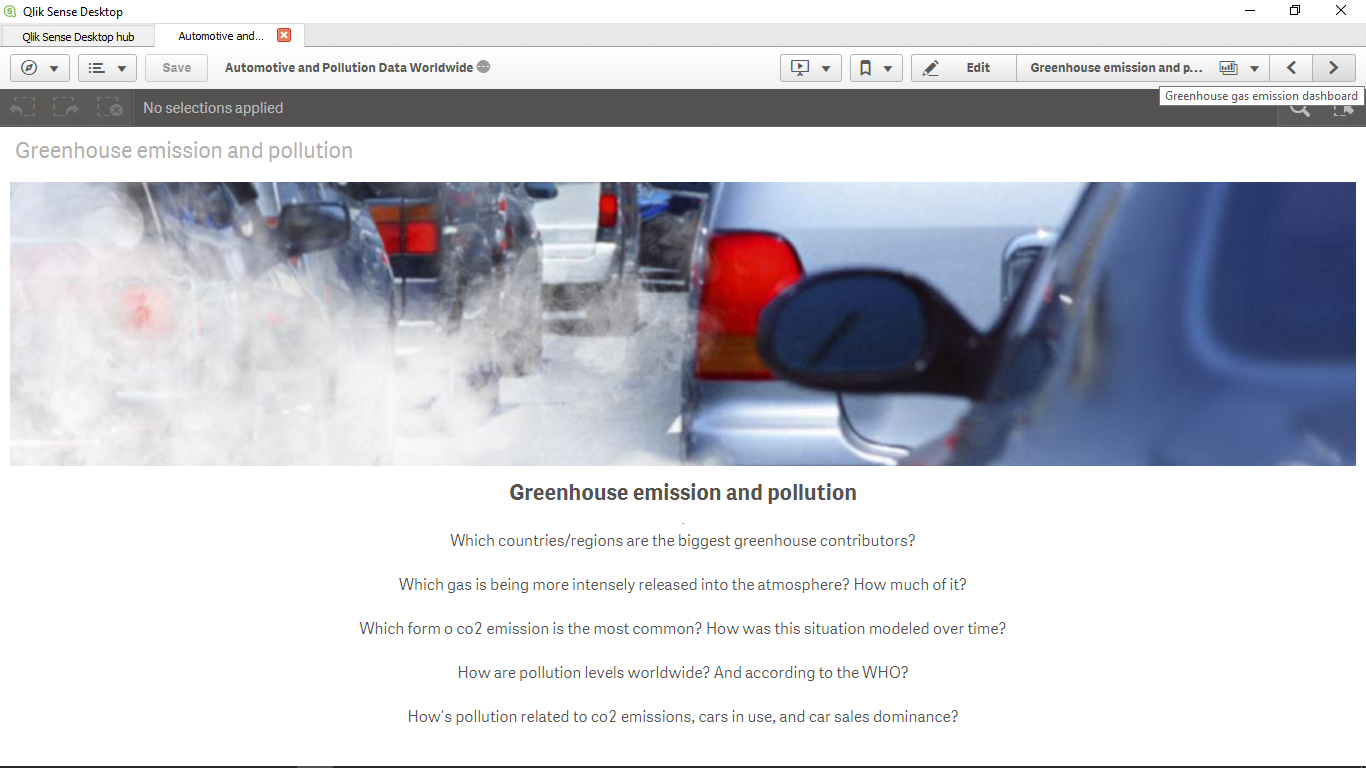 Qlik Sense Desktop
Qlik Sense Desktop hub
Automotive and...
Save
Automotive and Pollution Data Worldwide
Edit
Greenhouse emission and p...
Greenhouse gas emission dashboard
No selections applied
Greenhouse emission and pollution
Greenhouse emission and pollution
.
Which countries/regions are the biggest greenhouse contributors?
Which gas is being more intensely released into the atmosphere? How much of it?
Which form o co2 emission is the most common? How was this situation modeled over time?
How are pollution levels worldwide? And according to the WHO?
How's pollution related to co2 emissions, cars in use, and car sales dominance?